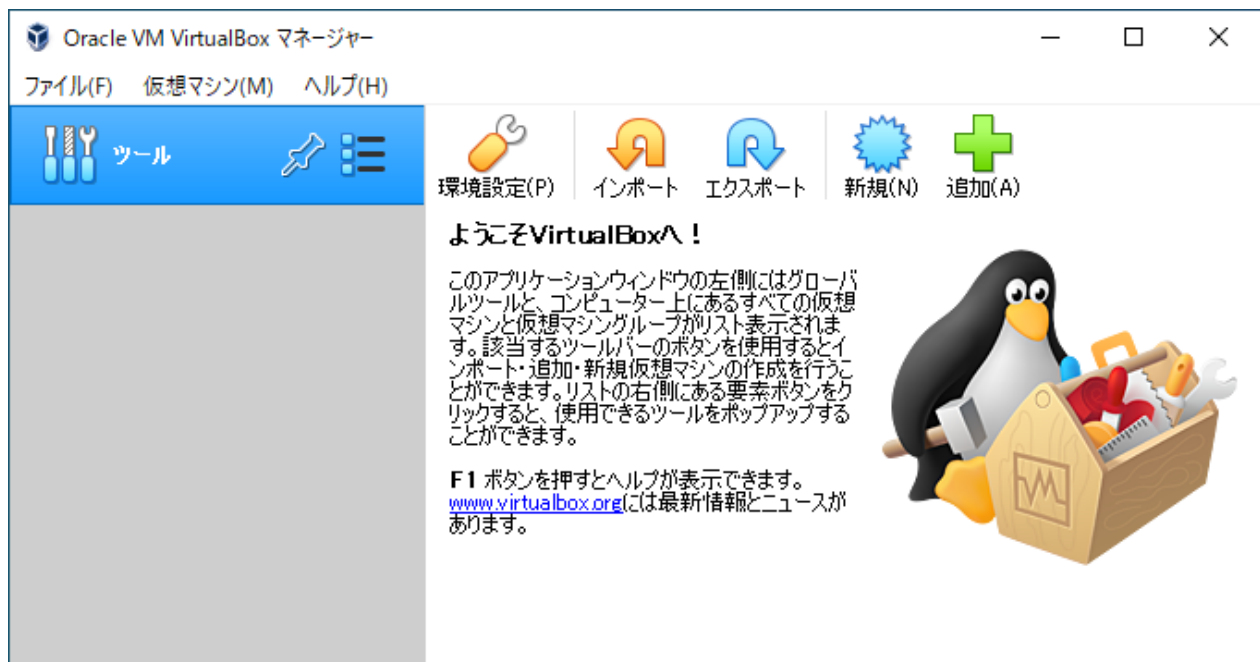 Oracle VM VirtualBox マネージャー
ファイル(F) 仮想マシン(M) ヘルプ(H)
ツール
環境設定(P) インポート エクスポート 新規(N) 追加(A)
ようこそVirtualBoxへ！
このアプリケーションウィンドウの左側にはグローバ
ルツールと、コンピューター上にあるすべての仮想
マシンと仮想マシングループがリスト表示されま
す。該当するツールバーのボタンを使用するとイ
ンポート・追加・新規仮想マシンの作成を行うこ
とができます。リストの右側にある要素ボタンをク
リックすると、使用できるツールをポップアップする
ことができます。
F1 ボタンを押すとヘルプが表示できます。
www.virtualbox.orgには最新情報とニュースが
あります。